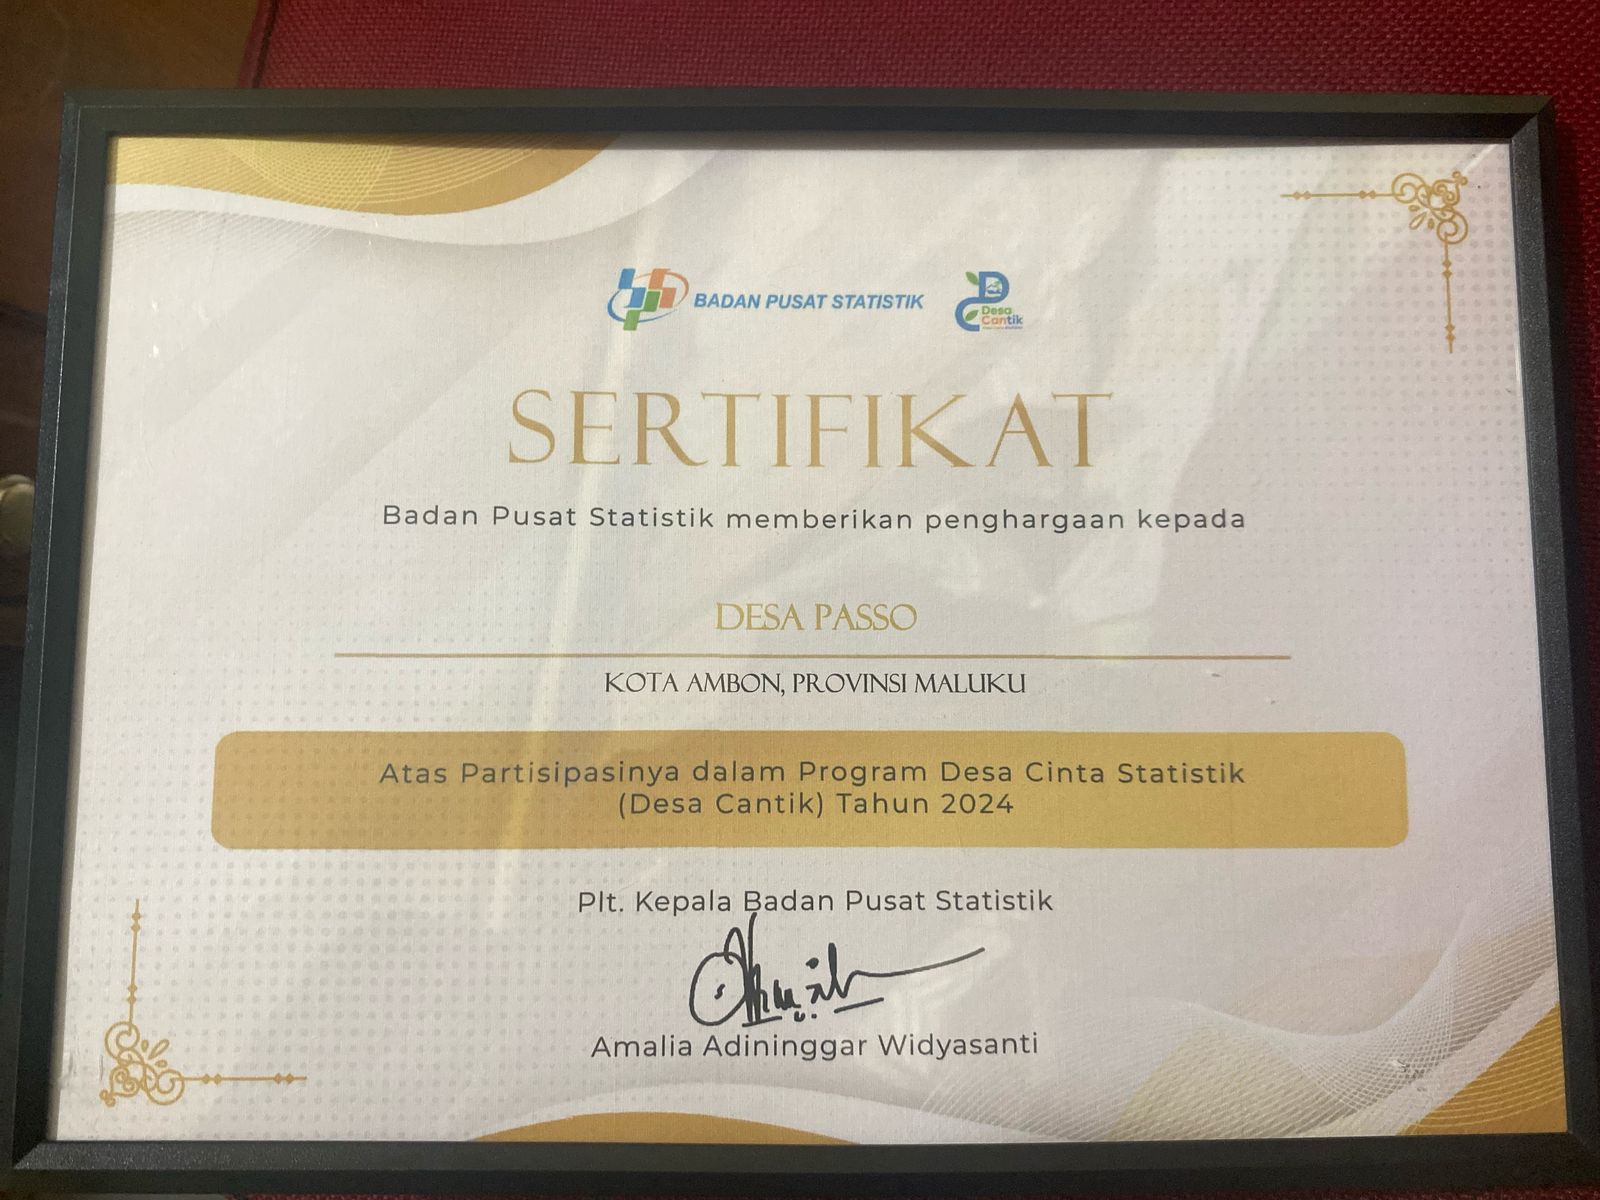 BADAN PUSAT STATISTIK
Desa
Cantik
SERTIFIKAT
Badan Pusat Statistik memberikan penghargaan kepada
DESA PASSO
KOTA AMBON, PROVINSI MALUKU
Atas Partisipasinya dalam Program Desa Cinta Statistik
(Desa Cantik) Tahun 2024
Plt. Kepala Badan Pusat Statistik
Amalia Adininggar Widyasanti